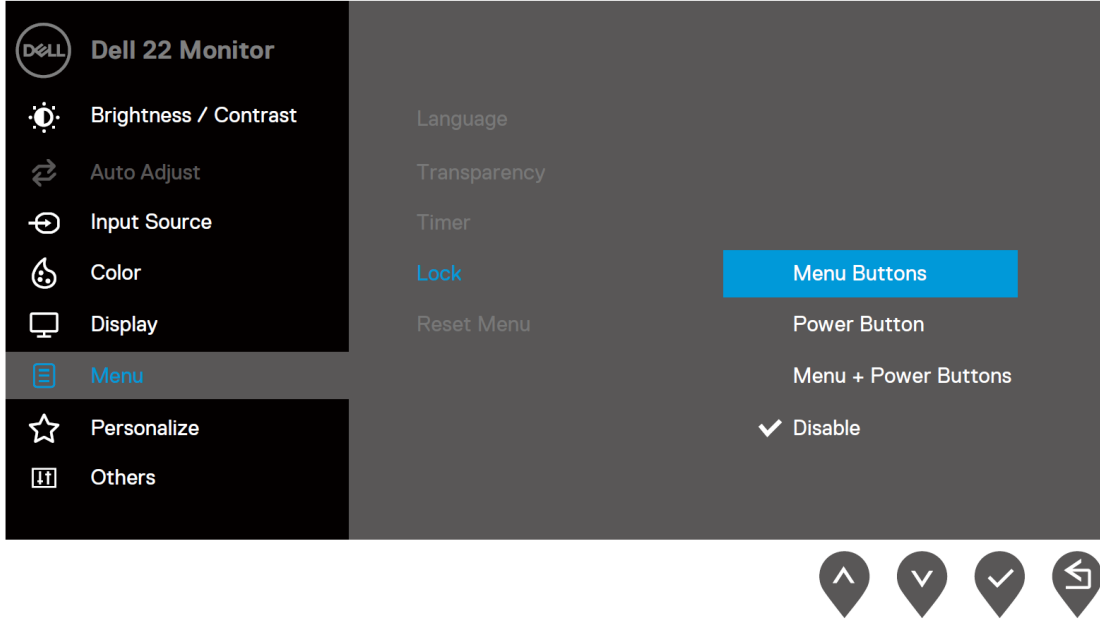 DELL
Dell 22 Monitor
Brightness / Contrast
Auto Adjust
Input Source
Color
Display
Menu
Personalize
Others
Language
Transparency
Timer
Lock
Reset Menu
Menu Buttons
Power Button
Menu + Power Buttons
Disable